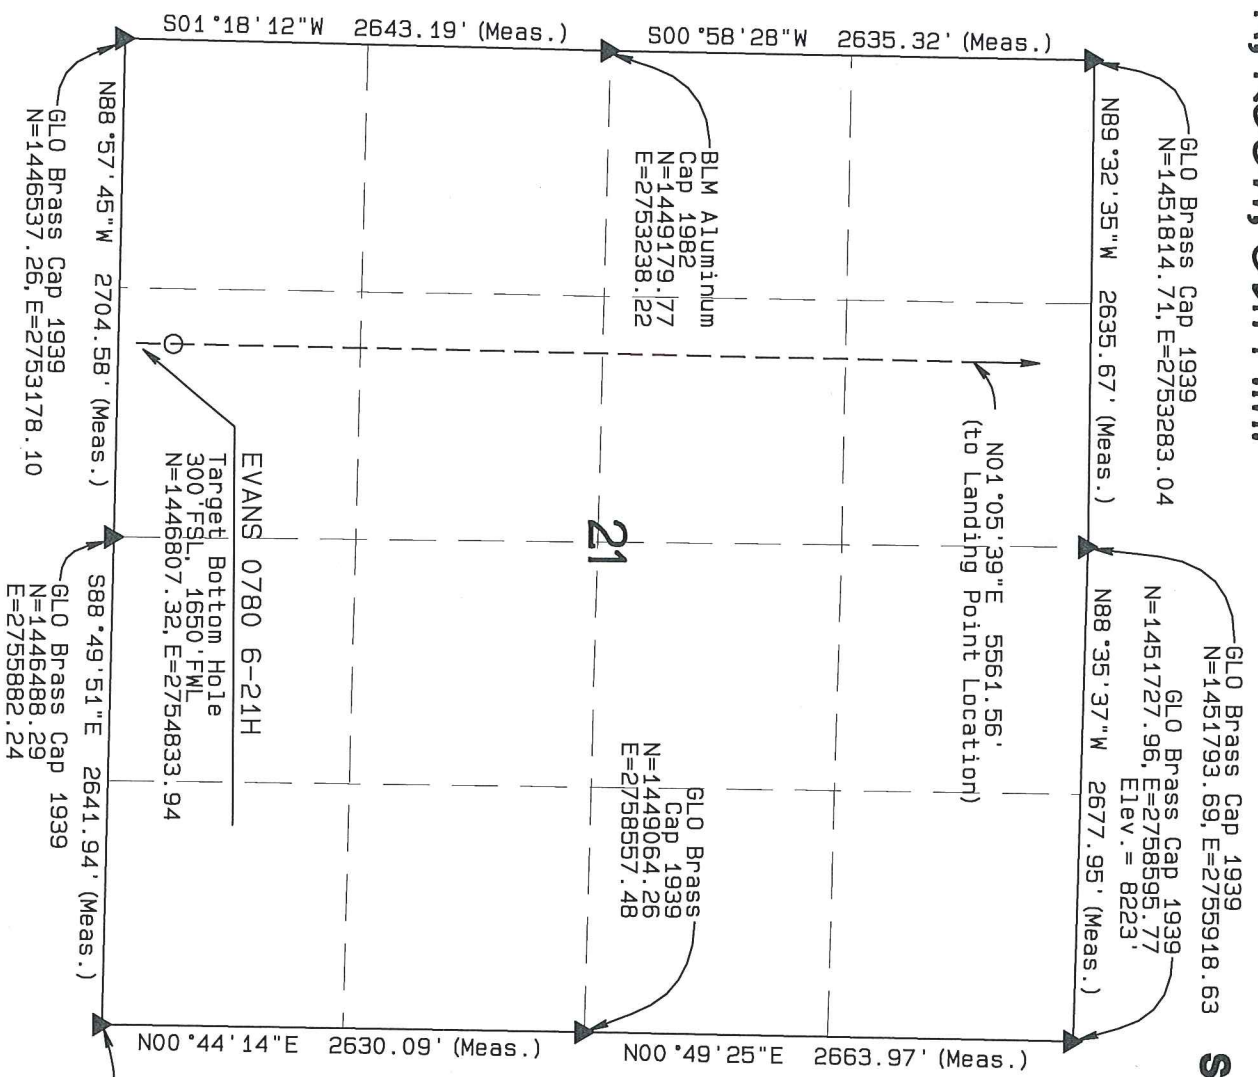 S01°18'12"W 2643.19' (Meas.)
S00°58'28"W 2635.32' (Meas.)
GLO Brass Cap 1939
N=1451814.71, E=2753283.04
N89°32'35"W 2635.67' (Meas.)
GLO Brass Cap 1939
N=1451793.69, E=2755918.63
GLO Brass Cap 1939
N=1451727.96, E=2758595.77
Elev.= 8223'
N88°35'37"W 2677.95' (Meas.)
N01°05'39"E 5561.56'
(to Landing Point Location)
BLM Aluminum
Cap 1982
N=1449179.77
E=2753238.22
21
GLO Brass
Cap 1939
N=1449064.26
E=2758557.48
EVANS 0780 6-21H
Target Bottom Hole
300'FSL, 1650'FWL
N=1446807.32, E=2754833.94
N88°57'45"W 2704.58' (Meas.)
GLO Brass Cap 1939
N=1446537.26, E=2753178.10
S88°49'51"E 2641.94' (Meas.)
GLO Brass Cap 1939
N=1446488.29
E=2755882.24
N00°44'14"E 2630.09' (Meas.)
N00°49'25"E 2663.97' (Meas.)
S